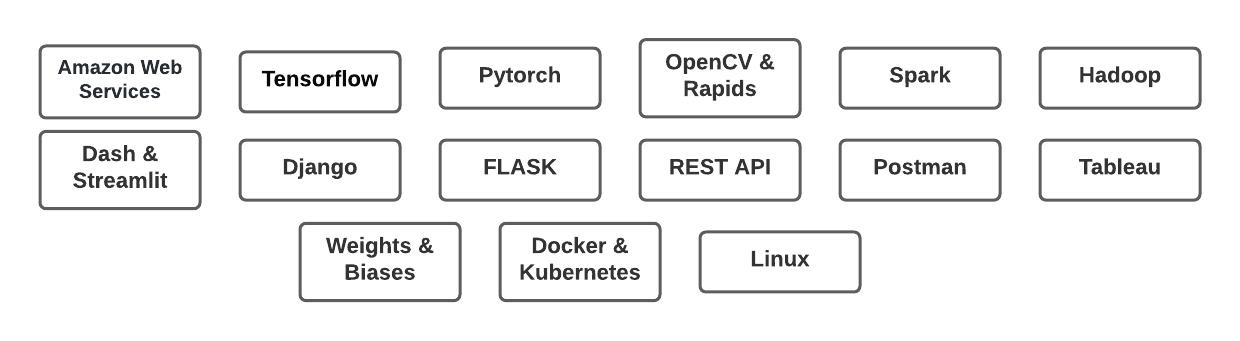 Amazon Web
Services
Tensorflow
Pytorch
OpenCV &
Rapids
Spark
Hadoop
Dash &
Streamlit
Django
FLASK
REST API
Postman
Tableau
Weights &
Biases
Docker &
Kubernetes
Linux